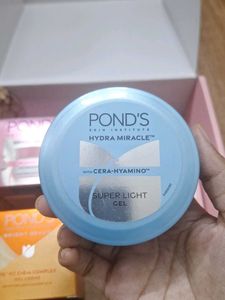 POND'S
SKIN INSTITUTE
HYDRA MIRACLE™
with CERA-HYAMINO™
SUPER LIGHT
GEL
POND'S